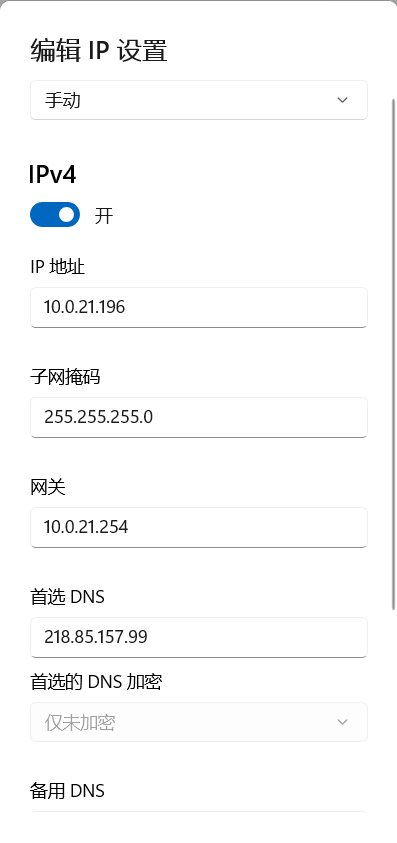 编辑 IP 设置
手动
IPv4
开
IP 地址
10.0.21.196
子网掩码
255.255.255.0
网关
10.0.21.254
首选 DNS
218.85.157.99
首选的 DNS 加密
仅未加密
备用 DNS